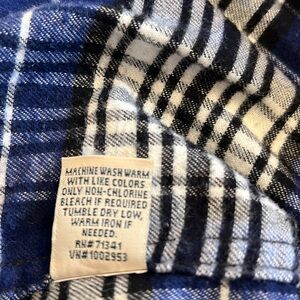 MACHINE WASH WARM
WITH LIKE COLORS
ONLY NON-CHLORINE
BLEACH IF REQUIRED
TUMBLE DRY LOW,
WARM IRON IF
NEEDED.
RN# 71341
VN#1002953